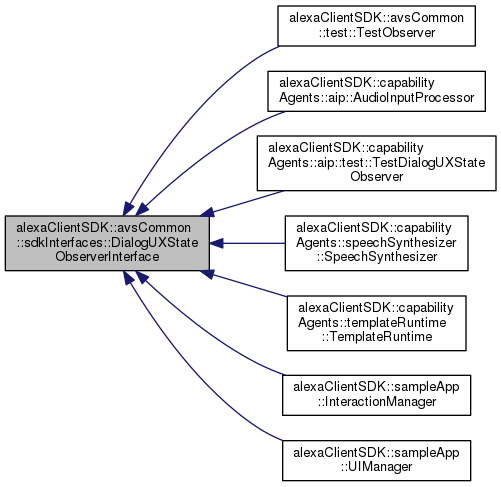 alexaClientSDK::avsCommon
::test::TestObserver
alexaClientSDK::capability
Agents::aip::AudioInputProcessor
alexaClientSDK::capability
Agents::aip::test::TestDialogUXState
Observer
alexaClientSDK::avsCommon
::sdkInterfaces::DialogUXState
ObserverInterface
alexaClientSDK::capability
Agents::speechSynthesizer
::SpeechSynthesizer
alexaClientSDK::capability
Agents::templateRuntime
::TemplateRuntime
alexaClientSDK::sampleApp
::InteractionManager
alexaClientSDK::sampleApp
::UIManager